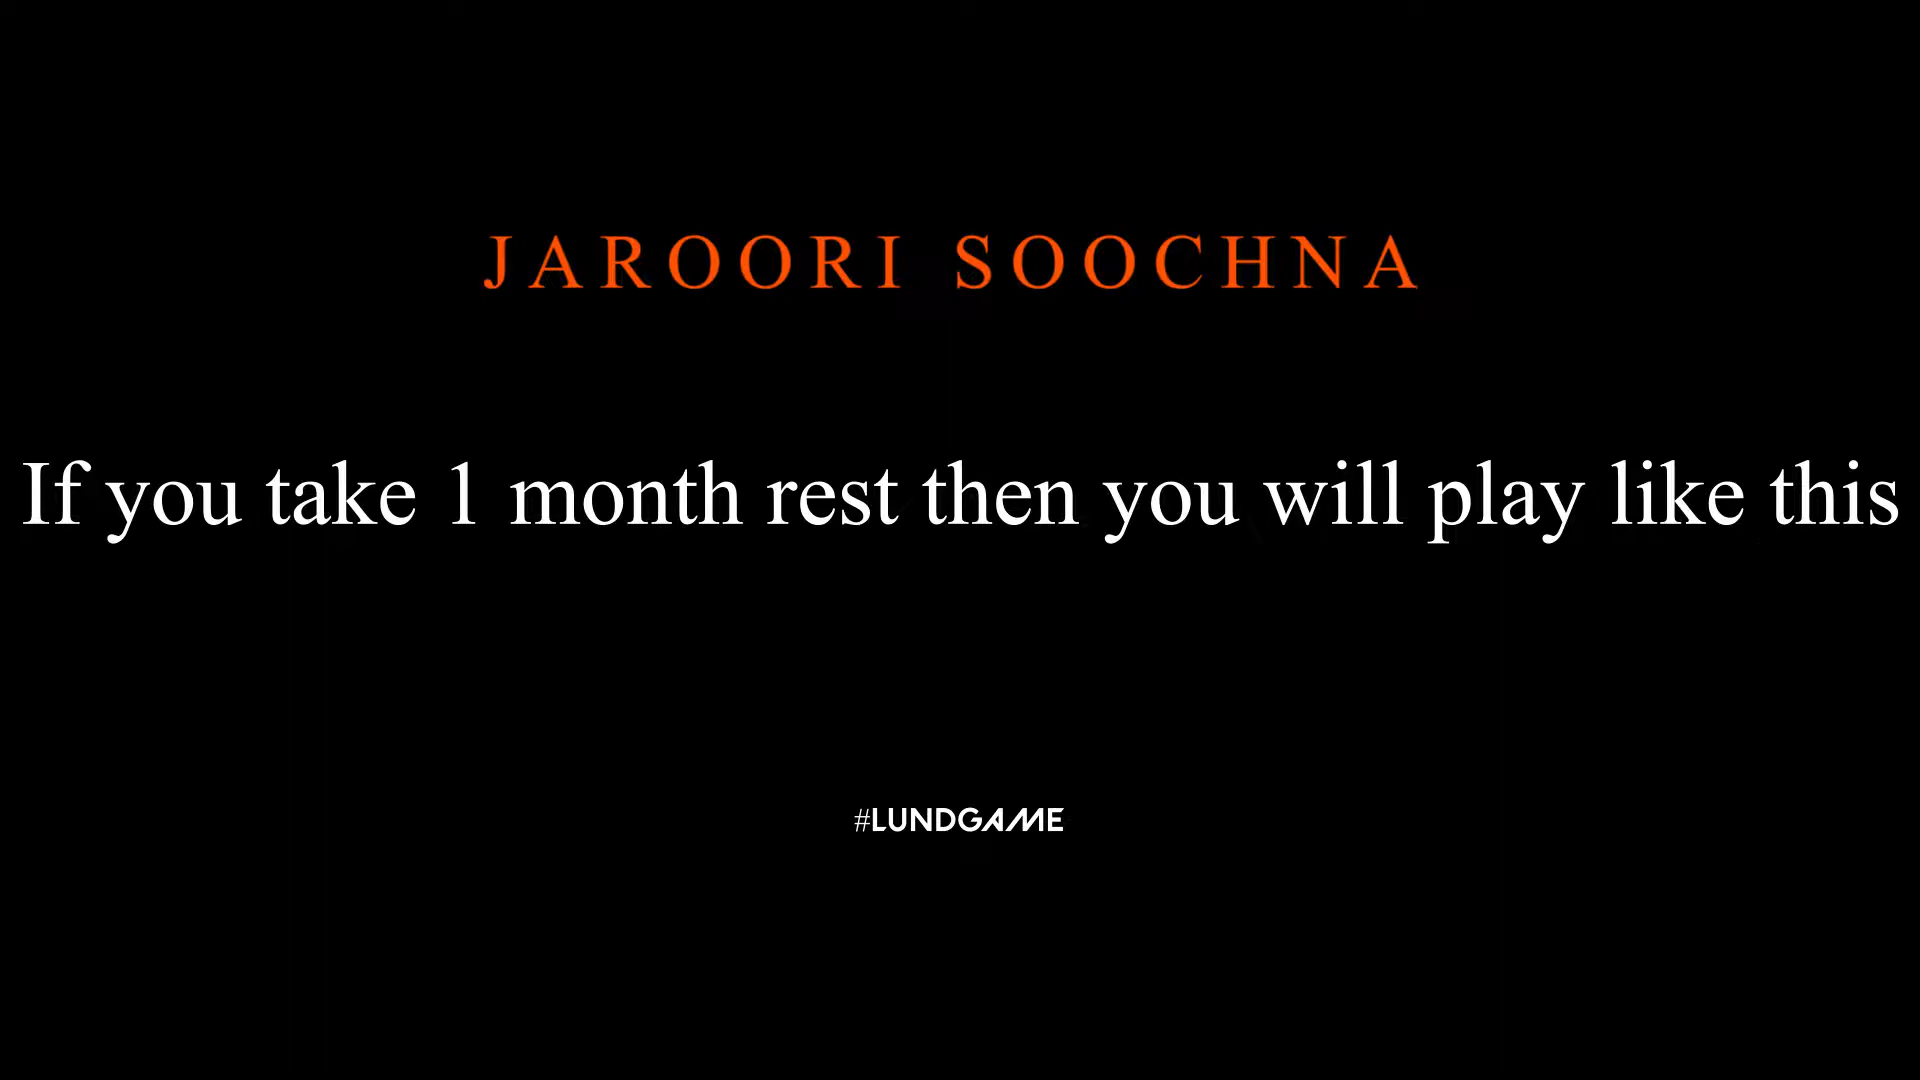 JAROORI SOOCHNA
If you take 1 month rest then you will play like this
#LUNDGAME